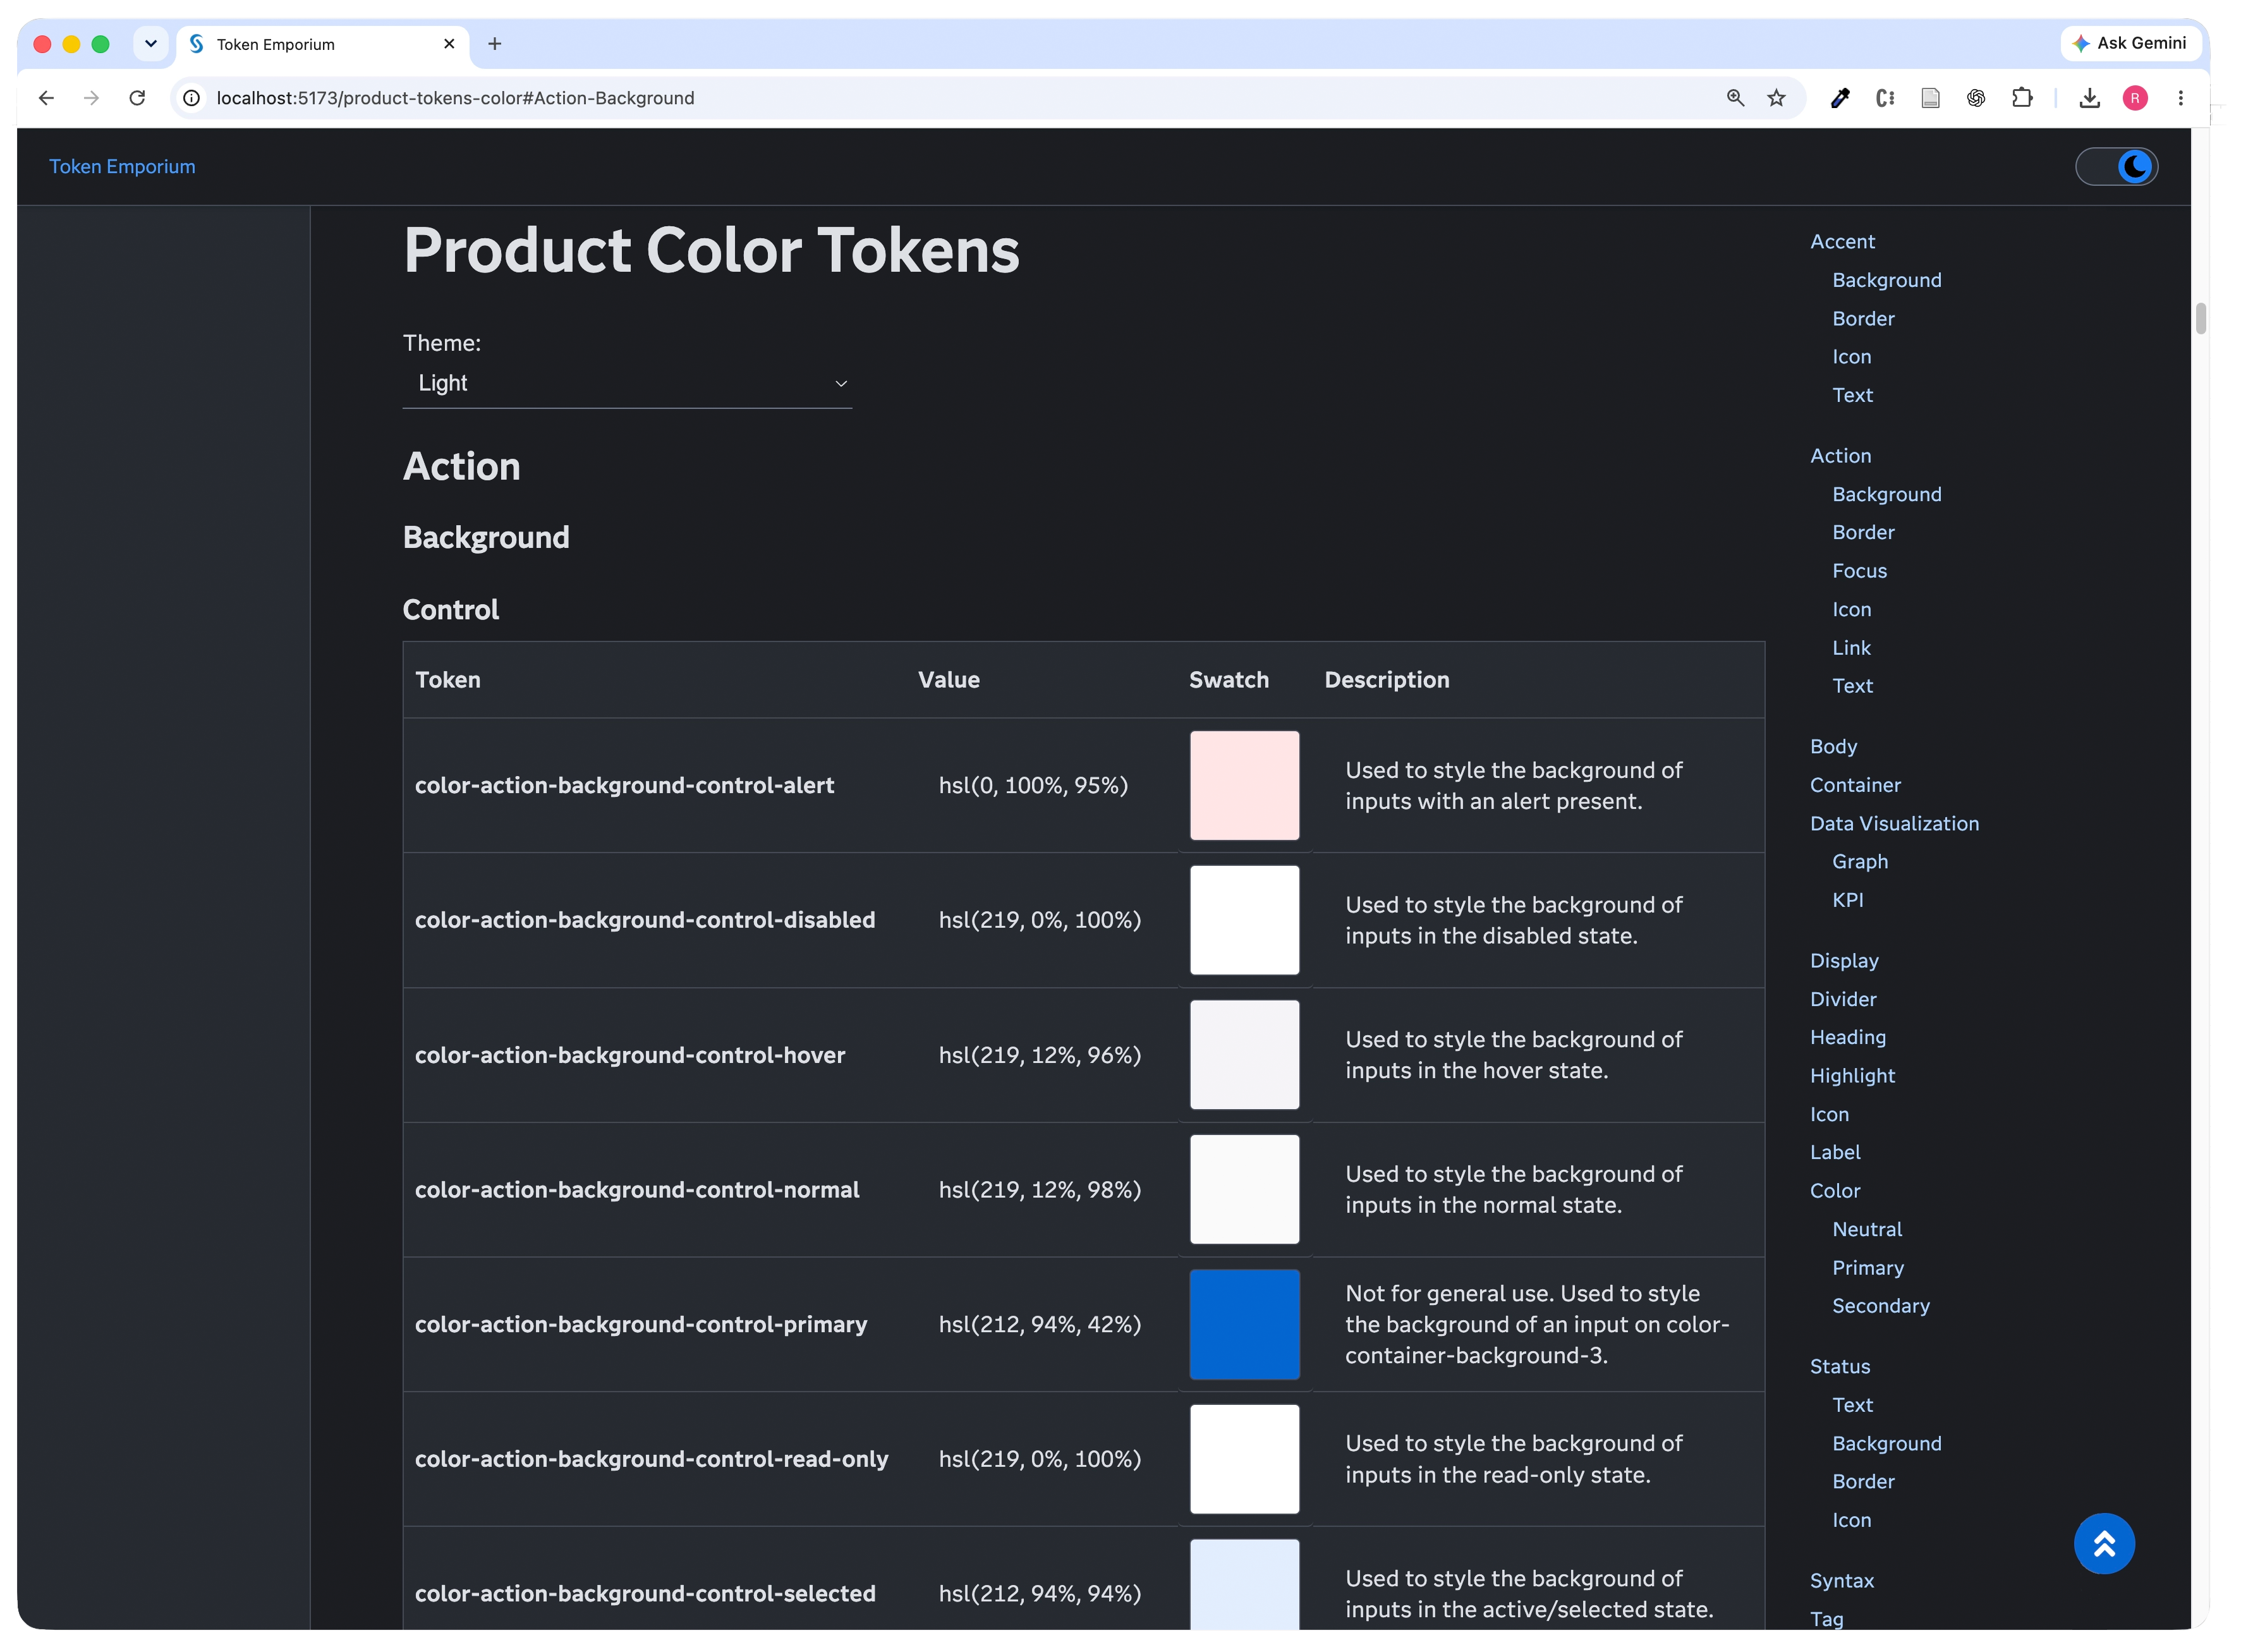 Token Emporium
Ask Gemini
localhost:5173/product-tokens-color#Action-Background
R
Token Emporium
Product Color Tokens
Theme:
Light
Action
Background
Control
Token Value Swatch Description
color-action-background-control-alert hsl(0, 100%, 95%) Used to style the background of
inputs with an alert present.
color-action-background-control-disabled hsl(219, 0%, 100%) Used to style the background of
inputs in the disabled state.
color-action-background-control-hover hsl(219, 12%, 96%) Used to style the background of
inputs in the hover state.
color-action-background-control-normal hsl(219, 12%, 98%) Used to style the background of
inputs in the normal state.
color-action-background-control-primary hsl(212, 94%, 42%) Not for general use. Used to style
the background of an input on color-
container-background-3.
color-action-background-control-read-only hsl(219, 0%, 100%) Used to style the background of
inputs in the read-only state.
color-action-background-control-selected hsl(212, 94%, 94%) Used to style the background of
inputs in the active/selected state.
Accent
Background
Border
Icon
Text
Action
Background
Border
Focus
Icon
Link
Text
Body
Container
Data Visualization
Graph
KPI
Display
Divider
Heading
Highlight
Icon
Label
Color
Neutral
Primary
Secondary
Status
Text
Background
Border
Icon
Syntax
Tag